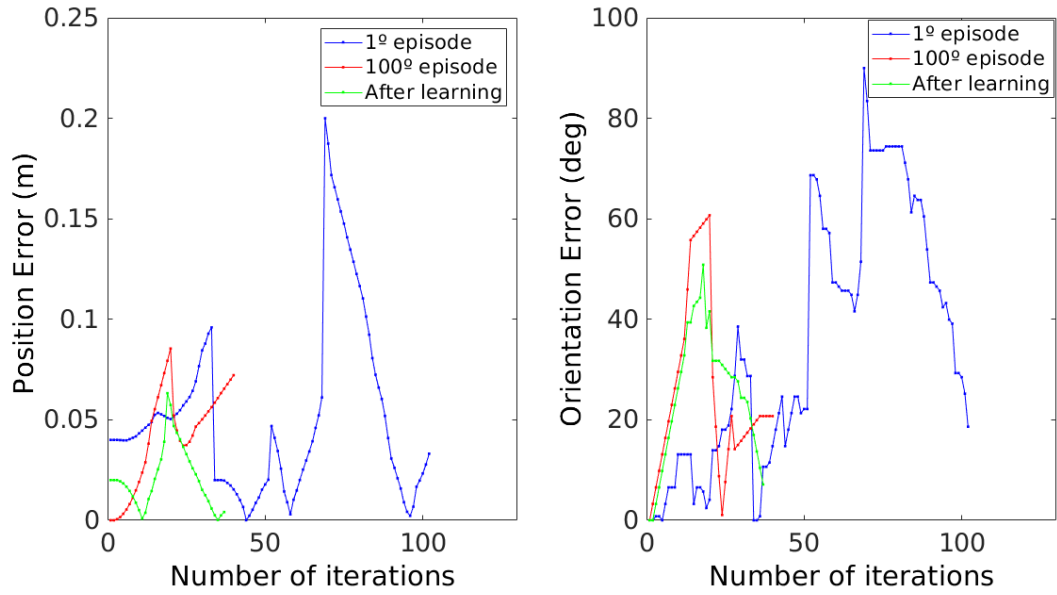 0.25
0.2
0.15
0.1
0.05
0
Position Error (m)
1º episode
100º episode
After learning
0
50
100
Number of iterations
100
80
60
40
20
0
Orientation Error (deg)
1º episode
100º episode
After learning
0
50
100
Number of iterations